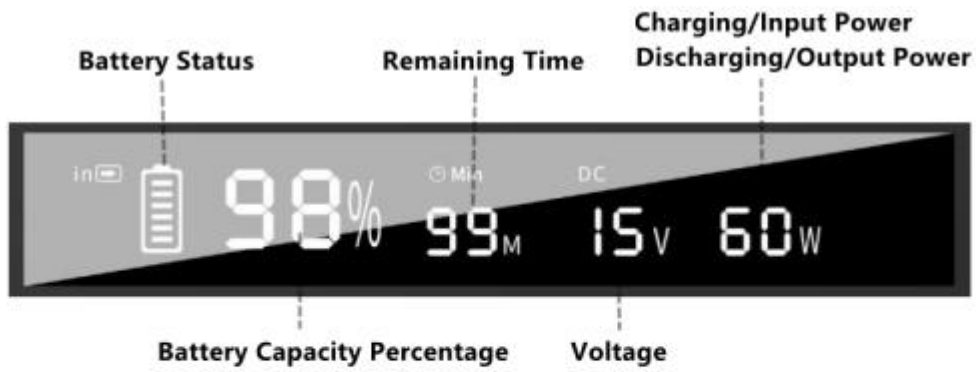 Charging/Input Power
Battery Status Remaining Time Discharging/Output Power
in Min DC
98% 99M 15V 60W
Battery Capacity Percentage Voltage